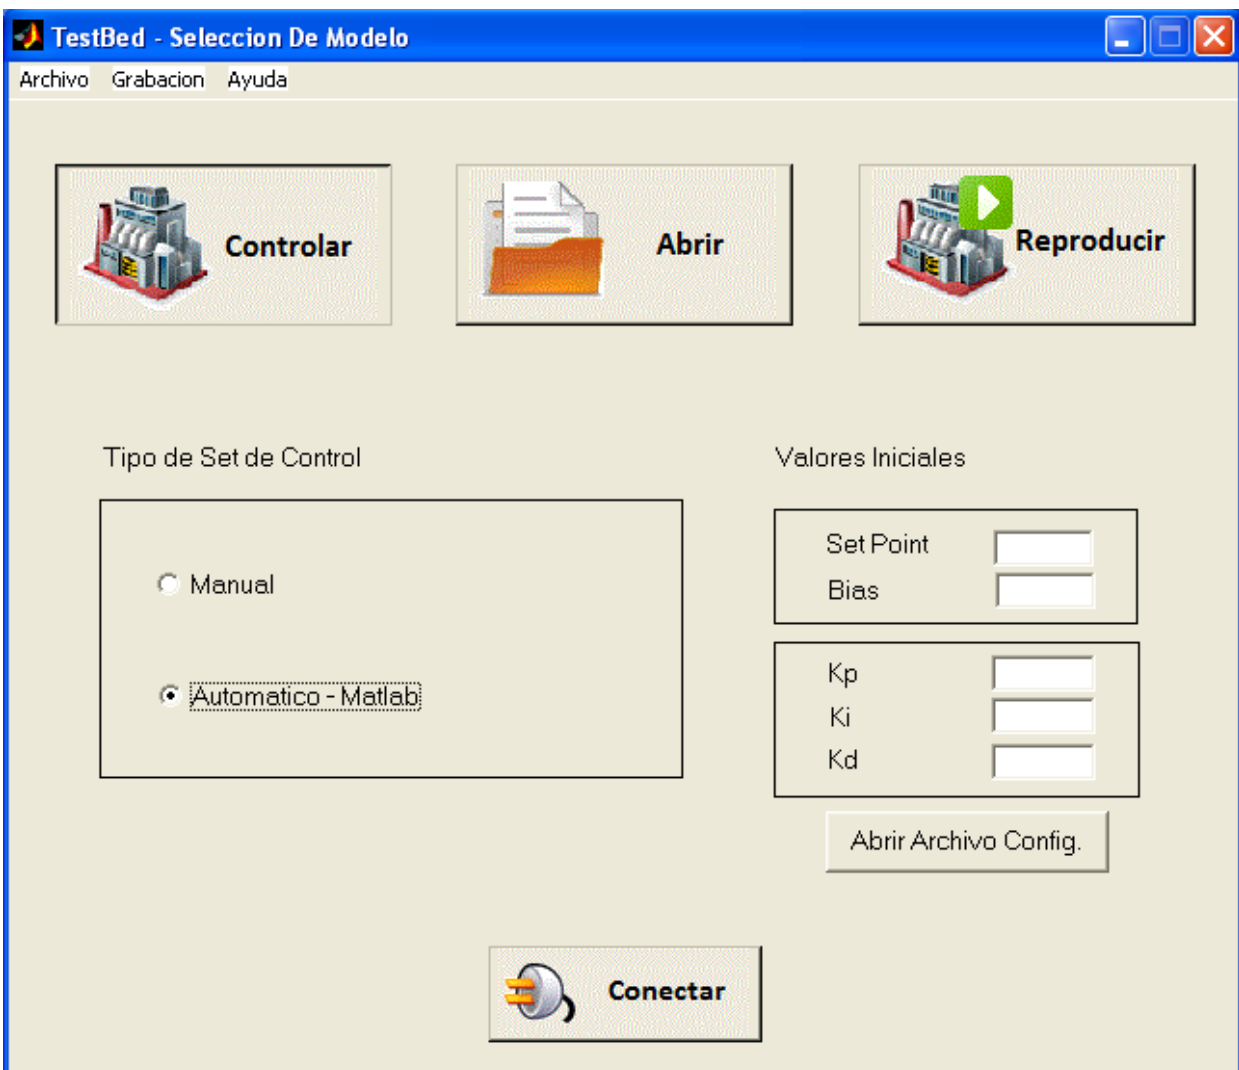 TestBed - Seleccion De Modelo
Archivo Grabacion Ayuda
Controlar
Abrir
Reproducir
Tipo de Set de Control
Valores Iniciales
Manual
Automatico - Matlab
Set Point
Bias
Kp
Ki
Kd
Abrir Archivo Config.
Conectar